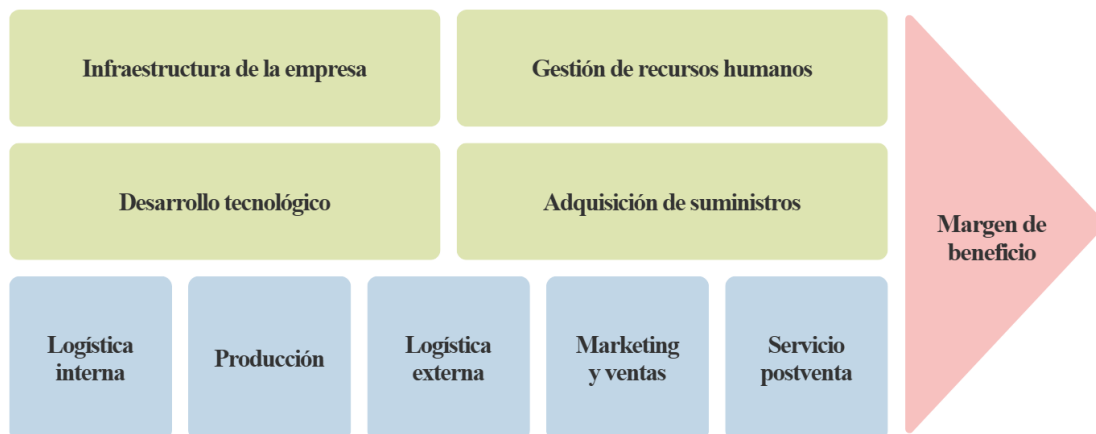 Infraestructura de la empresa
Gestión de recursos humanos
Desarrollo tecnológico
Adquisición de suministros
Margen de
beneficio
Logística
interna
Producción
Logística
externa
Marketing
y ventas
Servicio
postventa